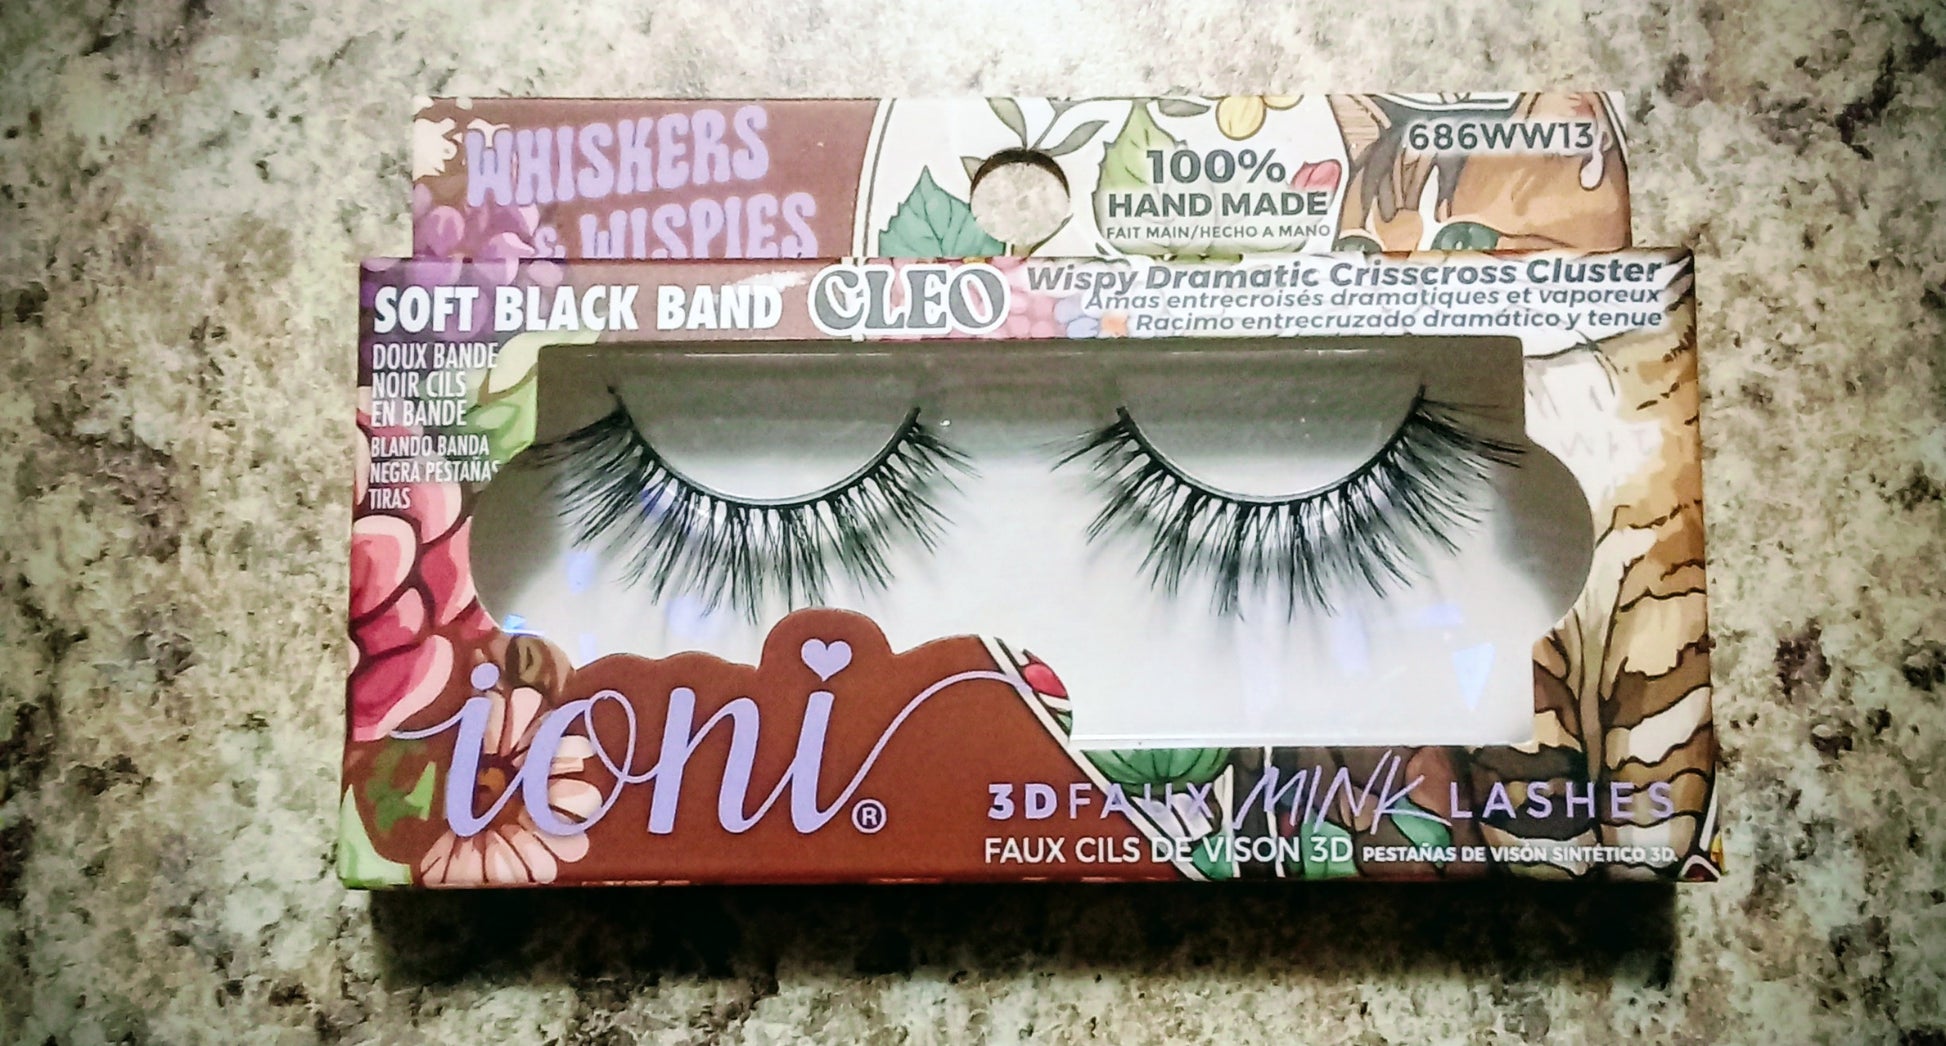 WHISKERS
& WISPIES
100%
HAND MADE
FAIT MAIN/HECHO A MANO
686WW13
SOFT BLACK BAND
DOUX BANDE
NOIR CILS
EN BANDE
BLANDO BANDA
NEGRA PESTAÑAS
TIRAS
CLEO
Wispy Dramatic Crisscross Cluster
Amas entrecroisés dramatiques et vaporeux
Racimo entrecruzado dramático y tenue
ioni®
3D FAUX MINK LASHES
FAUX CILS DE VISON 3D PESTAÑAS DE VISÓN SINTÉTICO 3D